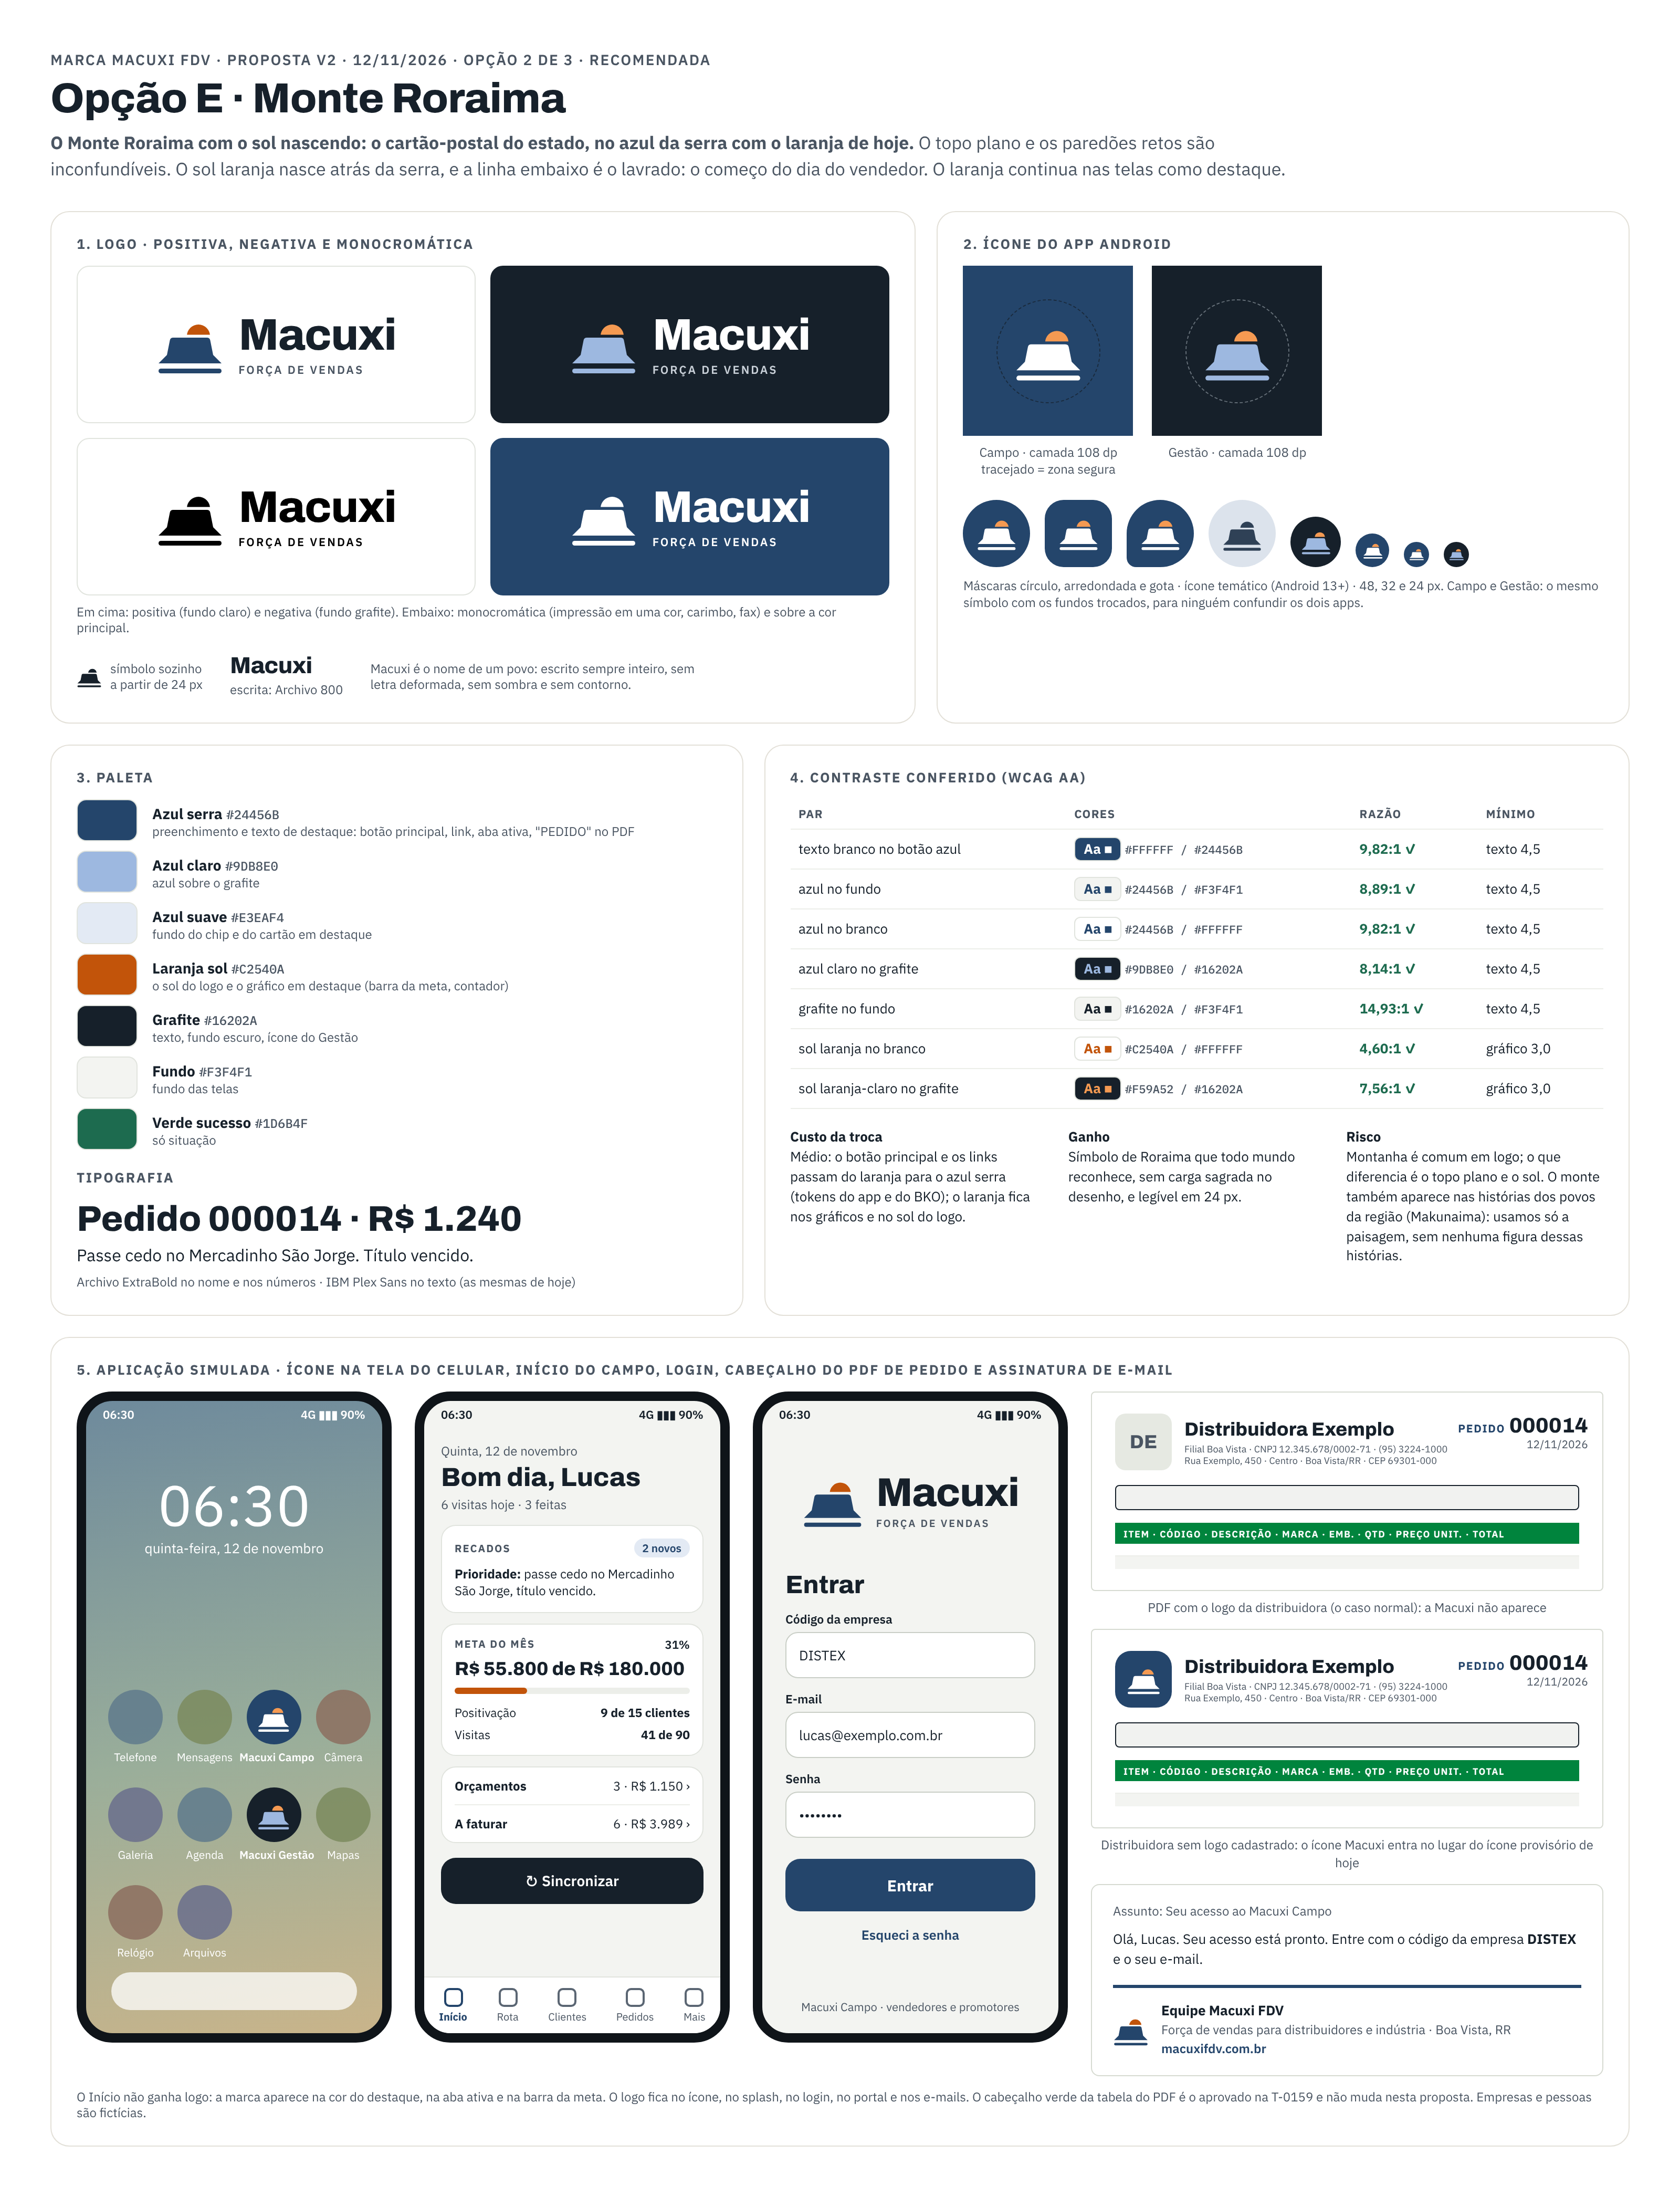 MARCA MACUXI FDV · PROPOSTA V2 · 12/11/2026 · OPÇÃO 2 DE 3 · RECOMENDADA
Opção E · Monte Roraima
O Monte Roraima com o sol nascendo: o cartão-postal do estado, no azul da serra com o laranja de hoje. O topo plano e os paredões retos são
inconfundíveis. O sol laranja nasce atrás da serra, e a linha embaixo é o lavrado: o começo do dia do vendedor. O laranja continua nas telas como destaque.
1. LOGO · POSITIVA, NEGATIVA E MONOCROMÁTICA
Macuxi
FORÇA DE VENDAS
Macuxi
FORÇA DE VENDAS
Macuxi
FORÇA DE VENDAS
Macuxi
FORÇA DE VENDAS
Em cima: positiva (fundo claro) e negativa (fundo grafite). Embaixo: monocromática (impressão em uma cor, carimbo, fax) e sobre a cor
principal.
símbolo sozinho
a partir de 24 px
Macuxi
escrita: Archivo 800
Macuxi é o nome de um povo: escrito sempre inteiro, sem
letra deformada, sem sombra e sem contorno.
2. ÍCONE DO APP ANDROID
Campo · camada 108 dp
tracejado = zona segura
Gestão · camada 108 dp
Máscaras círculo, arredondada e gota · ícone temático (Android 13+) · 48, 32 e 24 px. Campo e Gestão: o mesmo
símbolo com os fundos trocados, para ninguém confundir os dois apps.
3. PALETA
Azul serra #24456B
preenchimento e texto de destaque: botão principal, link, aba ativa, "PEDIDO" no PDF
Azul claro #9DB8E0
azul sobre o grafite
Azul suave #E3EAF4
fundo do chip e do cartão em destaque
Laranja sol #C2540A
o sol do logo e o gráfico em destaque (barra da meta, contador)
Grafite #16202A
texto, fundo escuro, ícone do Gestão
Fundo #F3F4F1
fundo das telas
Verde sucesso #1D6B4F
só situação
TIPOGRAFIA
Pedido 000014 · R$ 1.240
Passe cedo no Mercadinho São Jorge. Título vencido.
Archivo ExtraBold no nome e nos números · IBM Plex Sans no texto (as mesmas de hoje)
4. CONTRASTE CONFERIDO (WCAG AA)
PAR CORES RAZÃO MÍNIMO
texto branco no botão azul Aa ■ #FFFFFF / #24456B 9,82:1 ✓ texto 4,5
azul no fundo Aa ■ #24456B / #F3F4F1 8,89:1 ✓ texto 4,5
azul no branco Aa ■ #24456B / #FFFFFF 9,82:1 ✓ texto 4,5
azul claro no grafite Aa ■ #9DB8E0 / #16202A 8,14:1 ✓ texto 4,5
grafite no fundo Aa ■ #16202A / #F3F4F1 14,93:1 ✓ texto 4,5
sol laranja no branco Aa ■ #C2540A / #FFFFFF 4,60:1 ✓ gráfico 3,0
sol laranja-claro no grafite Aa ■ #F59A52 / #16202A 7,56:1 ✓ gráfico 3,0
Custo da troca
Médio: o botão principal e os links
passam do laranja para o azul serra
(tokens do app e do BKO); o laranja fica
nos gráficos e no sol do logo.
Ganho
Símbolo de Roraima que todo mundo
reconhece, sem carga sagrada no
desenho, e legível em 24 px.
Risco
Montanha é comum em logo; o que
diferencia é o topo plano e o sol. O monte
também aparece nas histórias dos povos
da região (Makunaima): usamos só a
paisagem, sem nenhuma figura dessas
histórias.
5. APLICAÇÃO SIMULADA · ÍCONE NA TELA DO CELULAR, INÍCIO DO CAMPO, LOGIN, CABEÇALHO DO PDF DE PEDIDO E ASSINATURA DE E-MAIL
06:30 4G ▮▮▮ 90%
06:30
quinta-feira, 12 de novembro
Telefone Mensagens Macuxi Campo Câmera
Galeria Agenda Macuxi Gestão Mapas
Relógio Arquivos
06:30 4G ▮▮▮ 90%
Quinta, 12 de novembro
Bom dia, Lucas
6 visitas hoje · 3 feitas
RECADOS 2 novos
Prioridade: passe cedo no Mercadinho
São Jorge, título vencido.
META DO MÊS 31%
R$ 55.800 de R$ 180.000
Positivação 9 de 15 clientes
Visitas 41 de 90
Orçamentos 3 · R$ 1.150 ›
A faturar 6 · R$ 3.989 ›
↻ Sincronizar
Início Rota Clientes Pedidos Mais
06:30 4G ▮▮▮ 90%
Macuxi
FORÇA DE VENDAS
Entrar
Código da empresa
DISTEX
E-mail
lucas@exemplo.com.br
Senha
••••••••
Entrar
Esqueci a senha
Macuxi Campo · vendedores e promotores
DE
Distribuidora Exemplo
Filial Boa Vista · CNPJ 12.345.678/0002-71 · (95) 3224-1000
Rua Exemplo, 450 · Centro · Boa Vista/RR · CEP 69301-000
PEDIDO 000014
12/11/2026
ITEM · CÓDIGO · DESCRIÇÃO · MARCA · EMB. · QTD · PREÇO UNIT. · TOTAL
PDF com o logo da distribuidora (o caso normal): a Macuxi não aparece
Distribuidora Exemplo
Filial Boa Vista · CNPJ 12.345.678/0002-71 · (95) 3224-1000
Rua Exemplo, 450 · Centro · Boa Vista/RR · CEP 69301-000
PEDIDO 000014
12/11/2026
ITEM · CÓDIGO · DESCRIÇÃO · MARCA · EMB. · QTD · PREÇO UNIT. · TOTAL
Distribuidora sem logo cadastrado: o ícone Macuxi entra no lugar do ícone provisório de
hoje
Assunto: Seu acesso ao Macuxi Campo
Olá, Lucas. Seu acesso está pronto. Entre com o código da empresa DISTEX
e o seu e-mail.
Equipe Macuxi FDV
Força de vendas para distribuidores e indústria · Boa Vista, RR
macuxifdv.com.br
O Início não ganha logo: a marca aparece na cor do destaque, na aba ativa e na barra da meta. O logo fica no ícone, no splash, no login, no portal e nos e-mails. O cabeçalho verde da tabela do PDF é o aprovado na T-0159 e não muda nesta proposta. Empresas e pessoas
são fictícias.